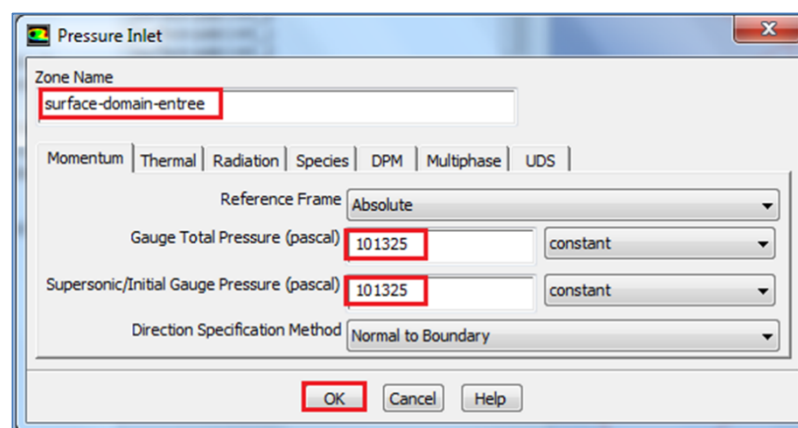 Pressure Inlet
Zone Name
surface-domain-entree
Momentum Thermal Radiation Species DPM Multiphase UDS
Reference Frame Absolute
Gauge Total Pressure (pascal) 101325 constant
Supersonic/Initial Gauge Pressure (pascal) 101325 constant
Direction Specification Method Normal to Boundary
OK Cancel Help